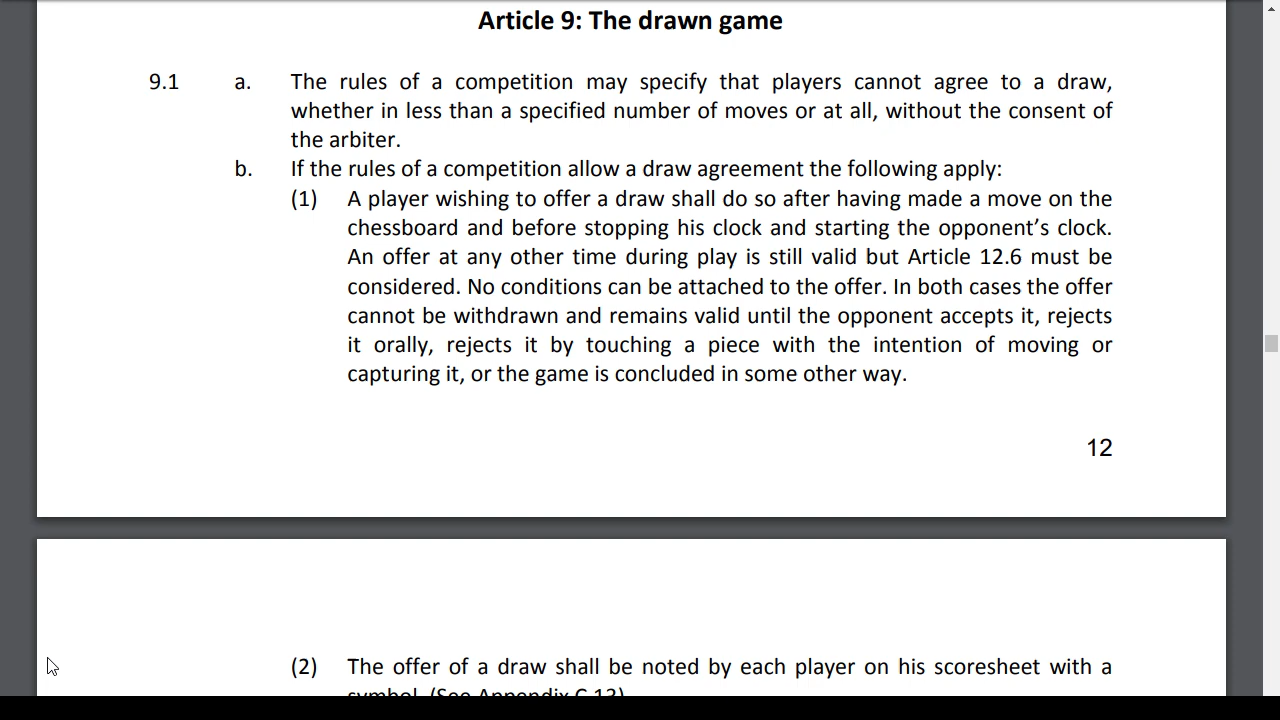 Article 9: The drawn game
9.1 a. The rules of a competition may specify that players cannot agree to a draw,
whether in less than a specified number of moves or at all, without the consent of
the arbiter.
b. If the rules of a competition allow a draw agreement the following apply:
(1) A player wishing to offer a draw shall do so after having made a move on the
chessboard and before stopping his clock and starting the opponent’s clock.
An offer at any other time during play is still valid but Article 12.6 must be
considered. No conditions can be attached to the offer. In both cases the offer
cannot be withdrawn and remains valid until the opponent accepts it, rejects
it orally, rejects it by touching a piece with the intention of moving or
capturing it, or the game is concluded in some other way.
12
(2) The offer of a draw shall be noted by each player on his scoresheet with a
symbol. (See Appendix C.13)